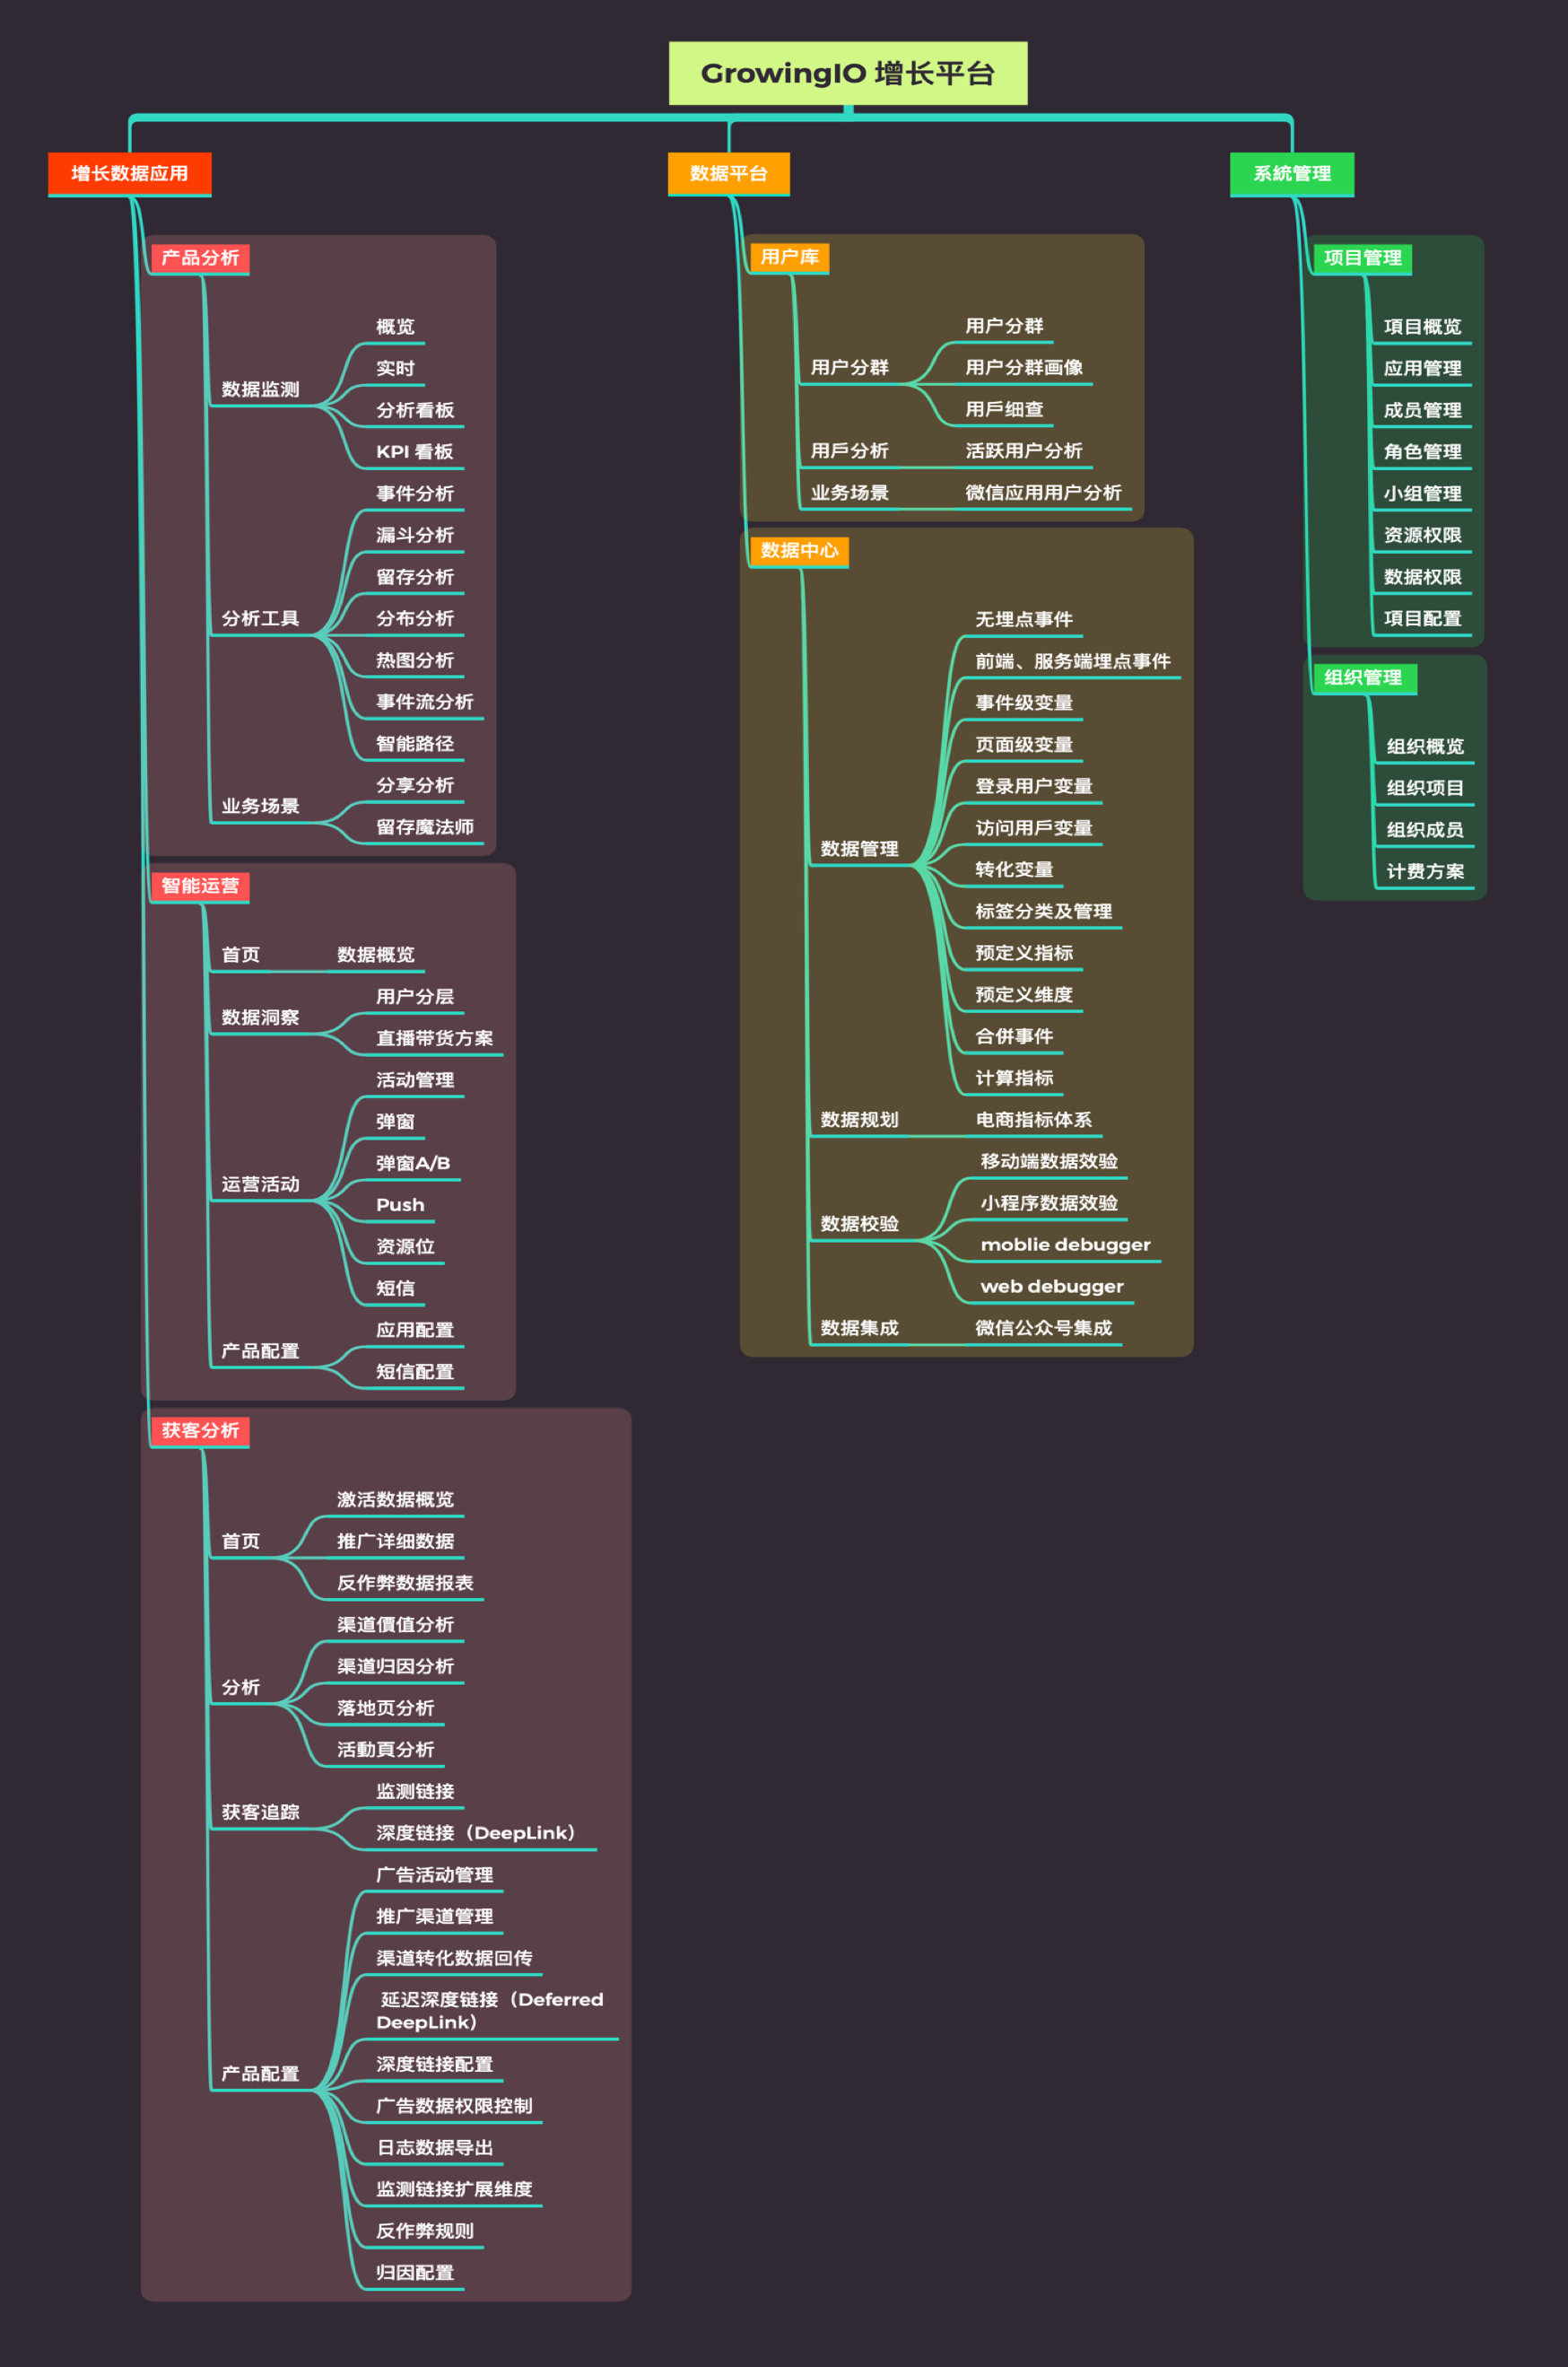 GrowingIO 增长平台
增长数据应用
产品分析
数据监测
概览
实时
分析看板
KPI 看板
分析工具
事件分析
漏斗分析
留存分析
分布分析
热图分析
事件流分析
智能路径
业务场景
分享分析
留存魔法师
智能运营
首页
数据概览
数据洞察
用户分层
直播带货方案
运营活动
活动管理
弹窗
弹窗A/B
Push
资源位
短信
产品配置
应用配置
短信配置
获客分析
首页
激活数据概览
推广详细数据
反作弊数据报表
分析
渠道價值分析
渠道归因分析
落地页分析
活動頁分析
获客追踪
监测链接
深度链接（DeepLink）
产品配置
广告活动管理
推广渠道管理
渠道转化数据回传
延迟深度链接（Deferred
DeepLink）
深度链接配置
广告数据权限控制
日志数据导出
监测链接扩展维度
反作弊规则
归因配置
数据平台
用户库
用户分群
用户分群
用户分群画像
用戶细查
用戶分析
活跃用户分析
业务场景
微信应用用户分析
数据中心
数据管理
无埋点事件
前端、服务端埋点事件
事件级变量
页面级变量
登录用户变量
访问用戶变量
转化变量
标签分类及管理
预定义指标
预定义维度
合併事件
计算指标
数据规划
电商指标体系
数据校验
移动端数据效验
小程序数据效验
moblie debugger
web debugger
数据集成
微信公众号集成
系統管理
项目管理
項目概览
应用管理
成员管理
角色管理
小组管理
资源权限
数据权限
項目配置
组织管理
组织概览
组织项目
组织成员
计费方案